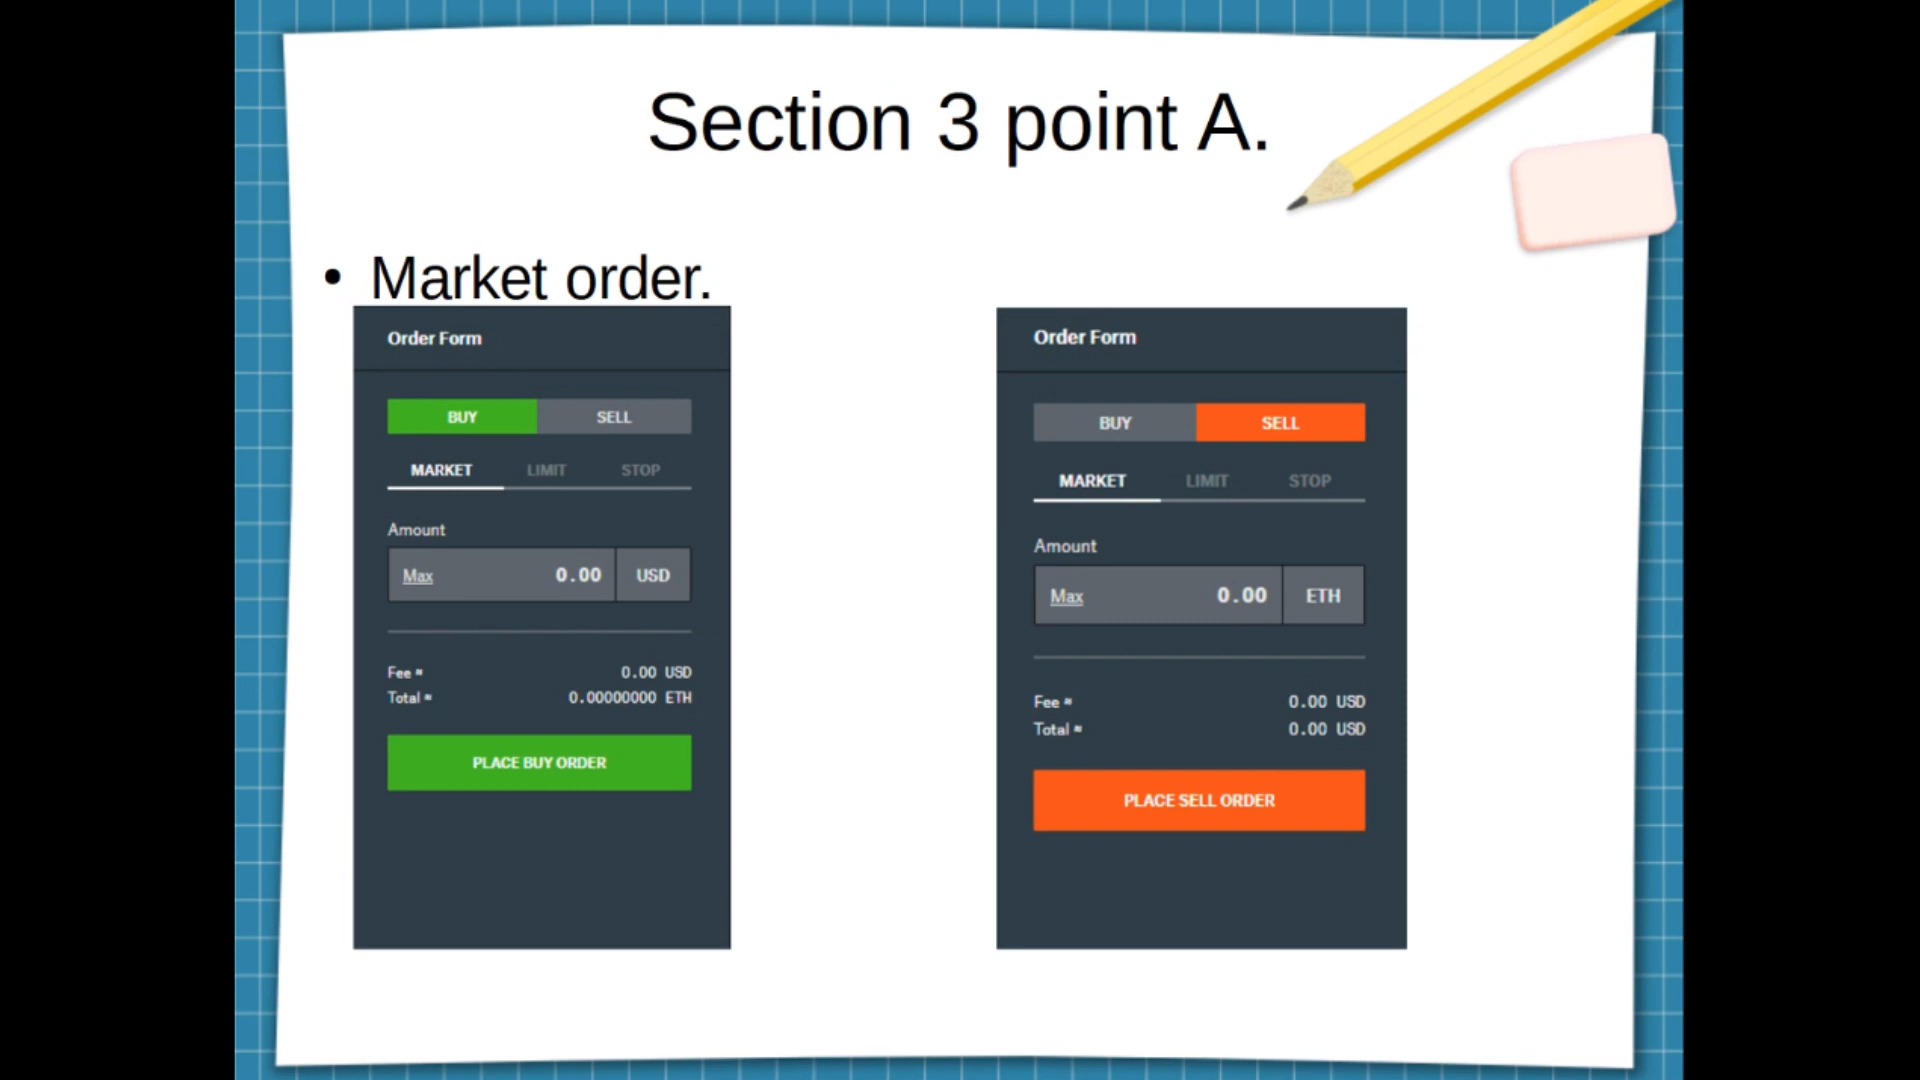 Section 3 point A.
• Market order.
Order Form
BUY SELL
MARKET LIMIT STOP
Amount
Max 0.00 USD
Fee ≈ 0.00 USD
Total ≈ 0.00000000 ETH
PLACE BUY ORDER
Order Form
BUY SELL
MARKET LIMIT STOP
Amount
Max 0.00 ETH
Fee ≈ 0.00 USD
Total ≈ 0.00 USD
PLACE SELL ORDER